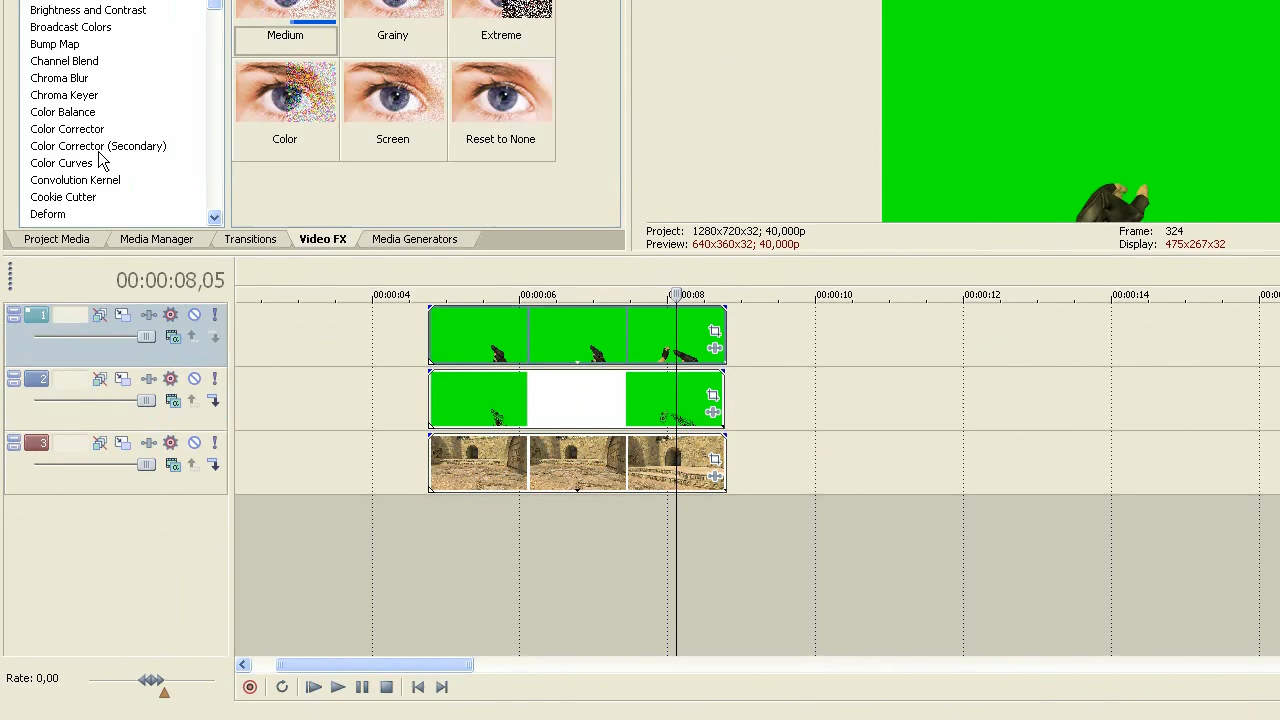 Brightness and Contrast
Broadcast Colors
Bump Map
Channel Blend
Chroma Blur
Chroma Keyer
Color Balance
Color Corrector
Color Corrector (Secondary)
Color Curves
Convolution Kernel
Cookie Cutter
Deform
Medium
Grainy
Extreme
Color
Screen
Reset to None
Project: 1280x720x32; 40,000p
Preview: 640x360x32; 40,000p
Frame: 324
Display: 475x267x32
Project Media
Media Manager
Transitions
Video FX
Media Generators
00:00:08,05
00:00:04
00:00:06
00:08
00:00:10
00:00:12
00:00:14
00:0
1
2
3
Rate: 0,00